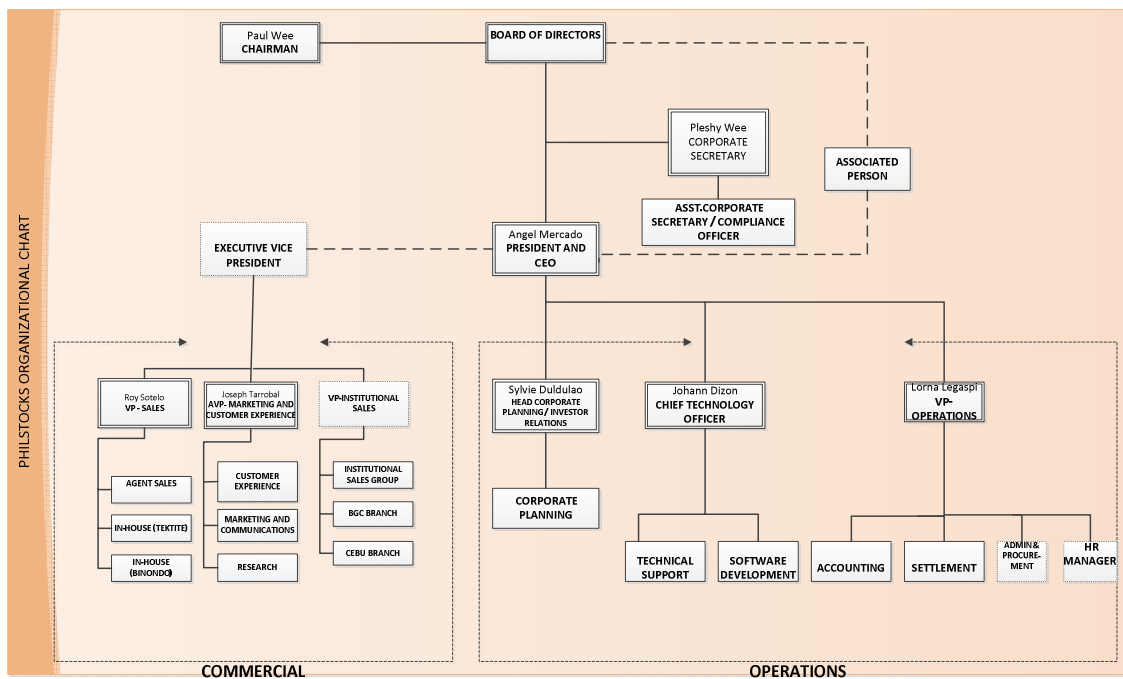 PHILSTOCKS ORGANIZATIONAL CHART
Paul Wee
CHAIRMAN
BOARD OF DIRECTORS
Pleshy Wee
CORPORATE
SECRETARY
ASSOCIATED
PERSON
ASST.CORPORATE
SECRETARY / COMPLIANCE
OFFICER
EXECUTIVE VICE
PRESIDENT
Angel Mercado
PRESIDENT AND
CEO
Roy Sotelo
VP - SALES
Joseph Tarrobal
AVP- MARKETING AND
CUSTOMER EXPERIENCE
VP-INSTITUTIONAL
SALES
Sylvie Duldulao
HEAD CORPORATE
PLANNING / INVESTOR
RELATIONS
Johann Dizon
CHIEF TECHNOLOGY
OFFICER
Lorna Legaspi
VP-
OPERATIONS
AGENT SALES
IN-HOUSE (TEKTITE)
IN-HOUSE
(BINONDO)
CUSTOMER
EXPERIENCE
MARKETING AND
COMMUNICATIONS
RESEARCH
INSTITUTIONAL
SALES GROUP
BGC BRANCH
CEBU BRANCH
CORPORATE
PLANNING
TECHNICAL
SUPPORT
SOFTWARE
DEVELOPMENT
ACCOUNTING
SETTLEMENT
ADMIN &
PROCURE-
MENT
HR
MANAGER
COMMERCIAL
OPERATIONS